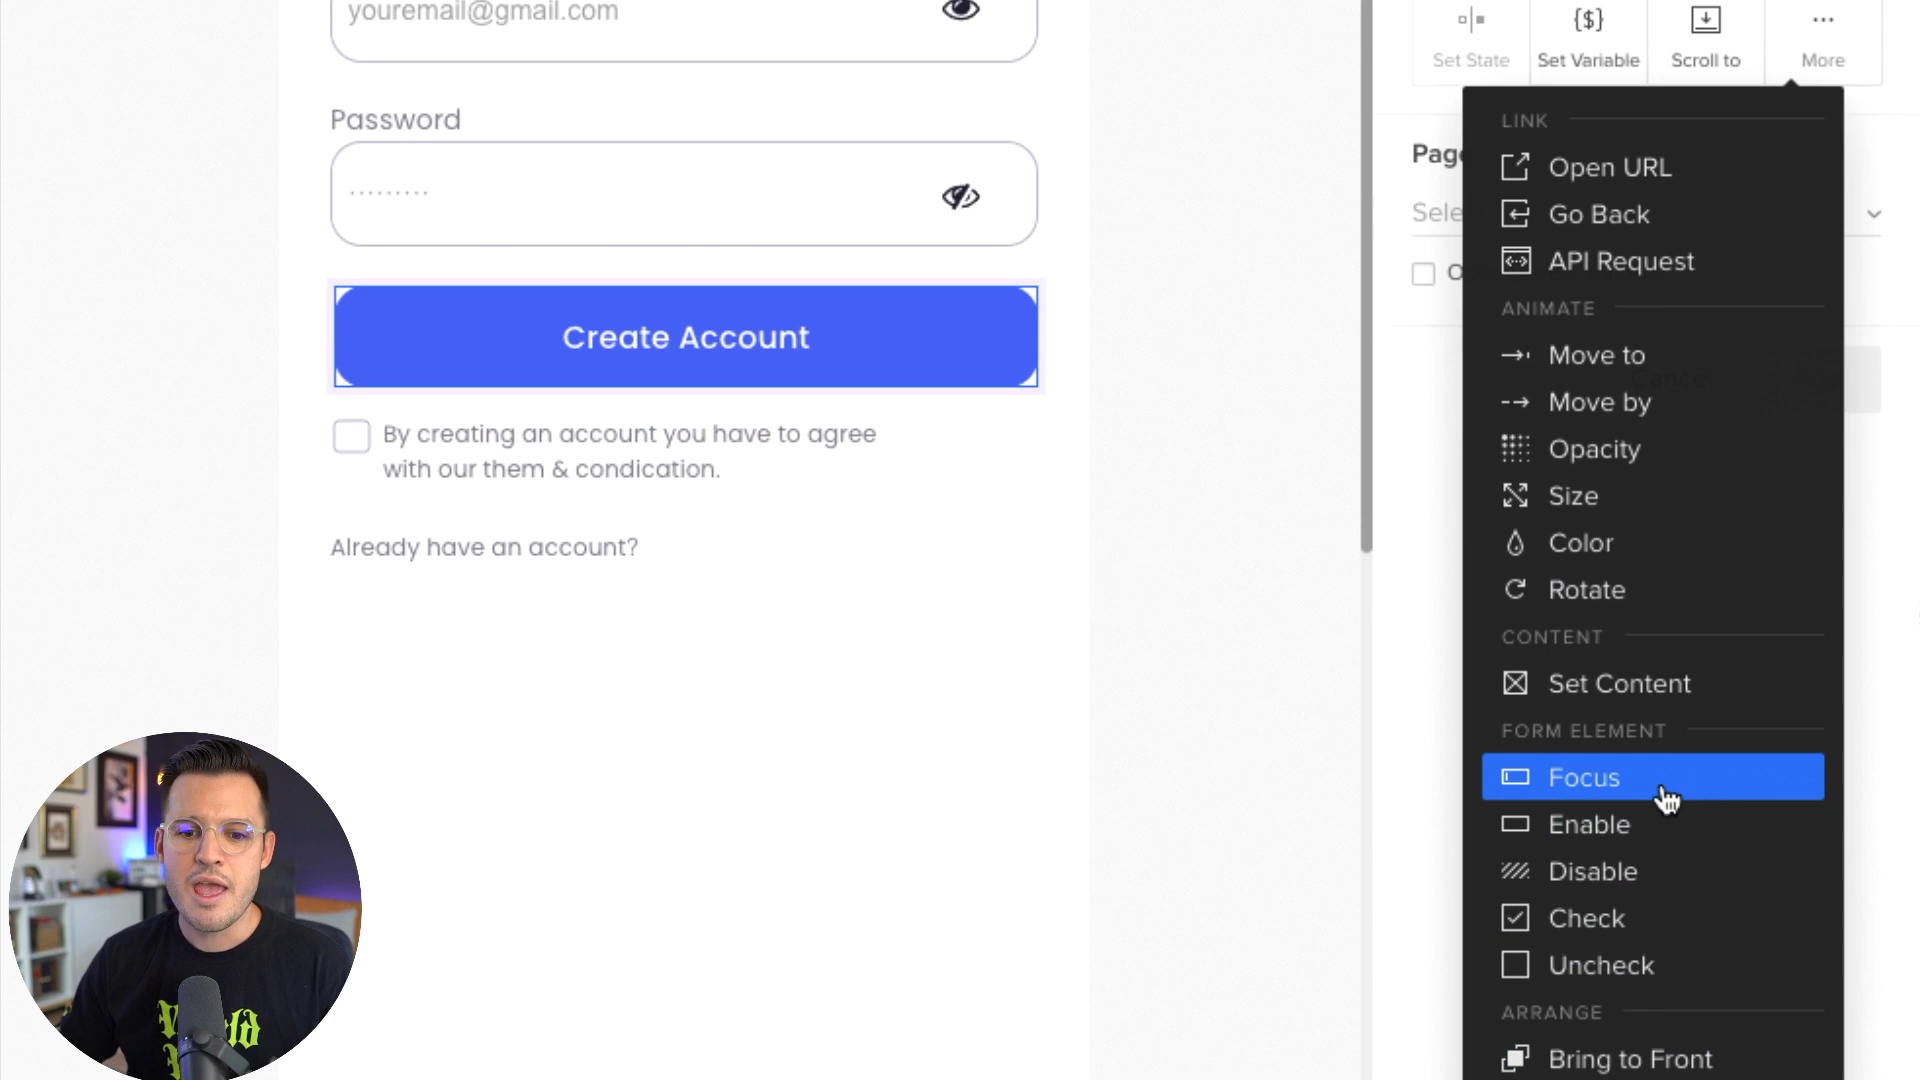 youremail@gmail.com
Password
Create Account
By creating an account you have to agree
with our them & condication.
Already have an account?
Set State
Set Variable
Scroll to
More
LINK
Open URL
Go Back
API Request
ANIMATE
Move to
Move by
Opacity
Size
Color
Rotate
CONTENT
Set Content
FORM ELEMENT
Focus
Enable
Disable
Check
Uncheck
ARRANGE
Bring to Front
Cancel